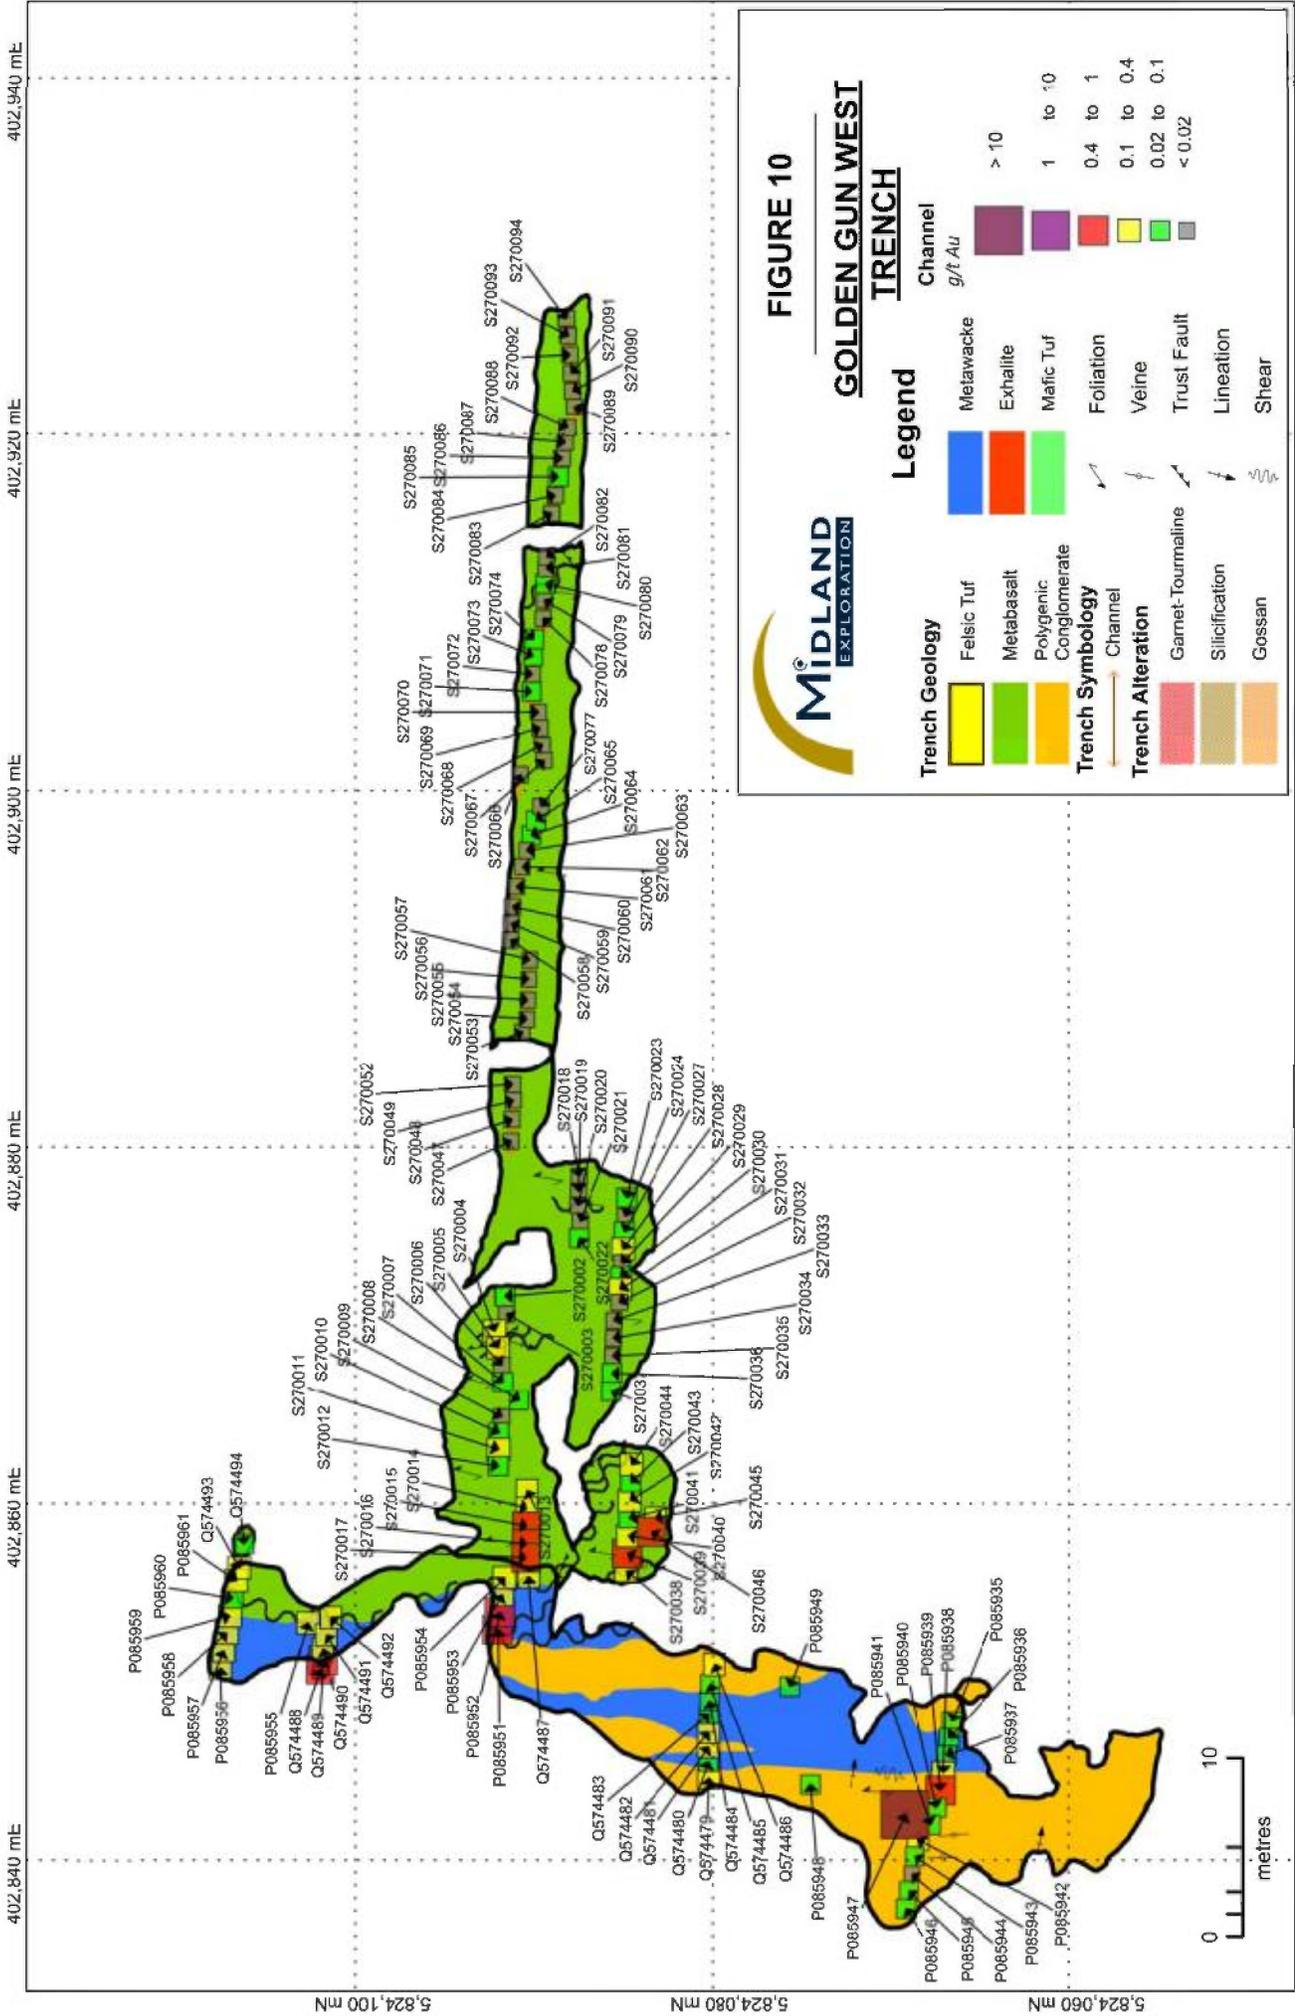 402,840 mE
402,860 mE
402,880 mE
402,900 mE
402,920 mE
402,940 mE
5,824,100 mN
5,824,080 mN
5,824,060 mN
Q574493
Q574494
P085961
P085960
P085959
P085958
P085957
P085956
P085955
Q574488
Q574489
Q574490
Q574491
Q574492
P085954
P085953
P085952
P085951
Q574487
S270017
S270016
S270015
S270014
S270013
S270012
S270011
S270010
S270009
S270008
S270007
S270006
S270005
S270004
S270002
S270003
S270022
S270047
S270048
S270049
S270052
S270018
S270019
S270020
S270021
S270023
S270024
S270027
S270028
S270029
S270030
S270031
S270032
S270033
S270034
S270035
S270036
S270044
S270043
S270042
S270041
S270045
S270040
S270039
S270046
S270038
S270053
S270054
S270055
S270056
S270057
S270058
S270059
S270060
S270061
S270062
S270063
S270064
S270065
S270077
S270066
S270067
S270068
S270069
S270070
S270071
S270072
S270073
S270074
S270078
S270079
S270080
S270081
S270082
S270083
S270084
S270085
S270086
S270087
S270088
S270089
S270090
S270091
S270092
S270093
S270094
Q574483
Q574482
Q574481
Q574480
Q574479
Q574484
Q574485
Q574486
P085949
P085948
P085947
P085941
P085940
P085939
P085938
P085935
P085936
P085937
P085946
P085945
P085944
P085943
P085942
0 10
metres
MIDLAND
EXPLORATION
FIGURE 10
GOLDEN GUN WEST
TRENCH
Legend
Trench Geology
Felsic Tuf
Metabasalt
Polygenic
Conglomerate
Metawacke
Exhalite
Mafic Tuf
Trench Symbology
Channel
Foliation
Veine
Trust Fault
Lineation
Shear
Trench Alteration
Garnet-Tourmaline
Silicification
Gossan
Channel
g/t Au
> 10
1 to 10
0.4 to 1
0.1 to 0.4
0.02 to 0.1
< 0.02